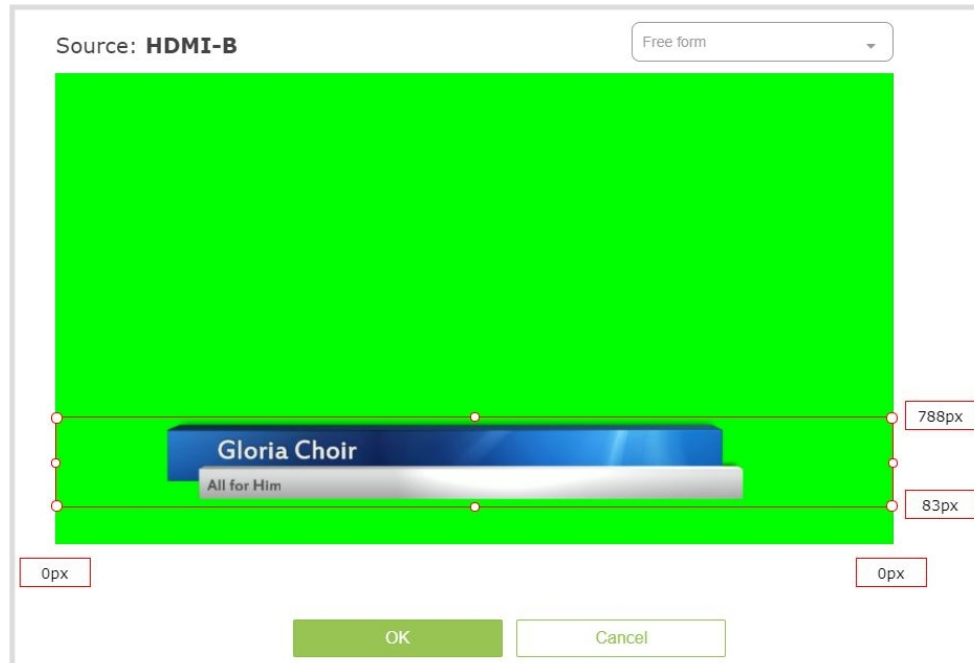 Source: HDMI-B
Free form
Gloria Choir
All for Him
788px
83px
0px
0px
OK
Cancel